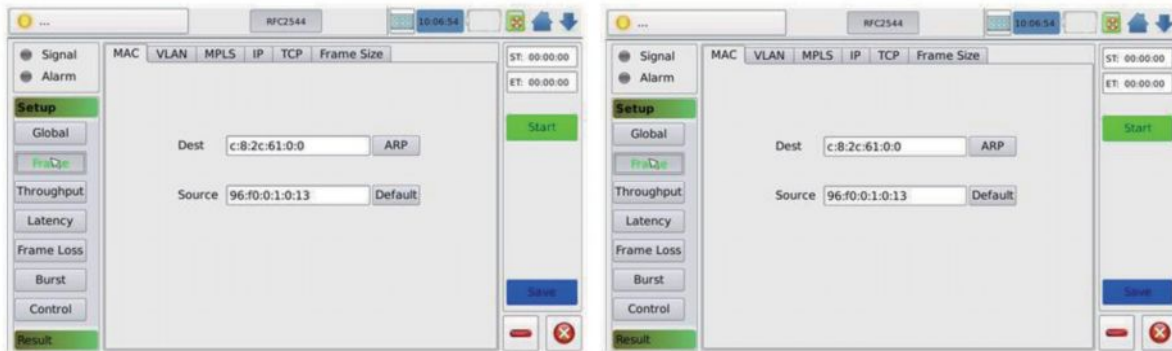 ... RFC2544 10:06:54
Signal MAC VLAN MPLS IP TCP Frame Size ST: 00:00:00
Alarm ET: 00:00:00
Setup Start
Global
Dest c:8:2c:61:0:0 ARP
Frame
Throughput Source 96:f0:0:1:0:13 Default
Latency
Frame Loss
Burst Save
Control
Result
... RFC2544 10:06:54
Signal MAC VLAN MPLS IP TCP Frame Size ST: 00:00:00
Alarm ET: 00:00:00
Setup Start
Global
Dest c:8:2c:61:0:0 ARP
Frame
Throughput Source 96:f0:0:1:0:13 Default
Latency
Frame Loss
Burst Save
Control
Result